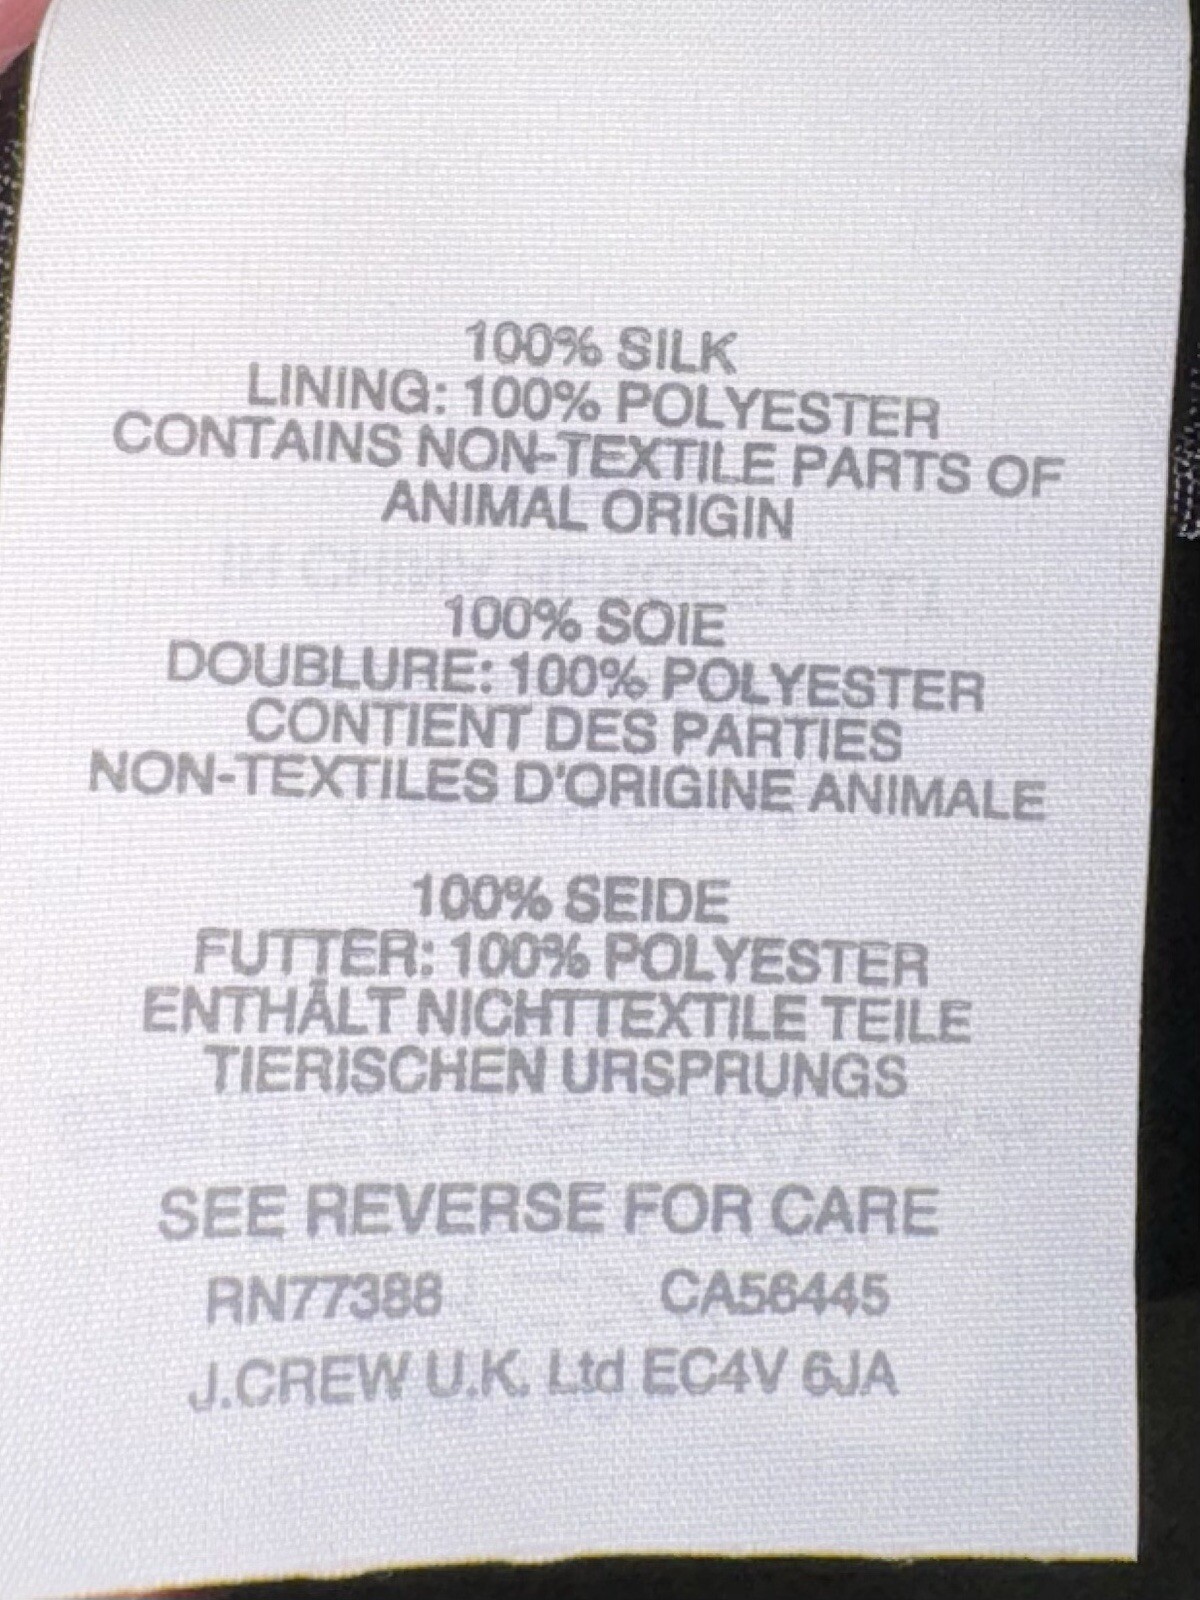 100% SILK
LINING: 100% POLYESTER
CONTAINS NON-TEXTILE PARTS OF
ANIMAL ORIGIN
100% SOIE
DOUBLURE: 100% POLYESTER
CONTIENT DES PARTIES
NON-TEXTILES D'ORIGINE ANIMALE
100% SEIDE
FUTTER: 100% POLYESTER
ENTHÄLT NICHTTEXTILE TEILE
TIERISCHEN URSPRUNGS
SEE REVERSE FOR CARE
RN77388 CA56445
J.CREW U.K. Ltd EC4V 6JA